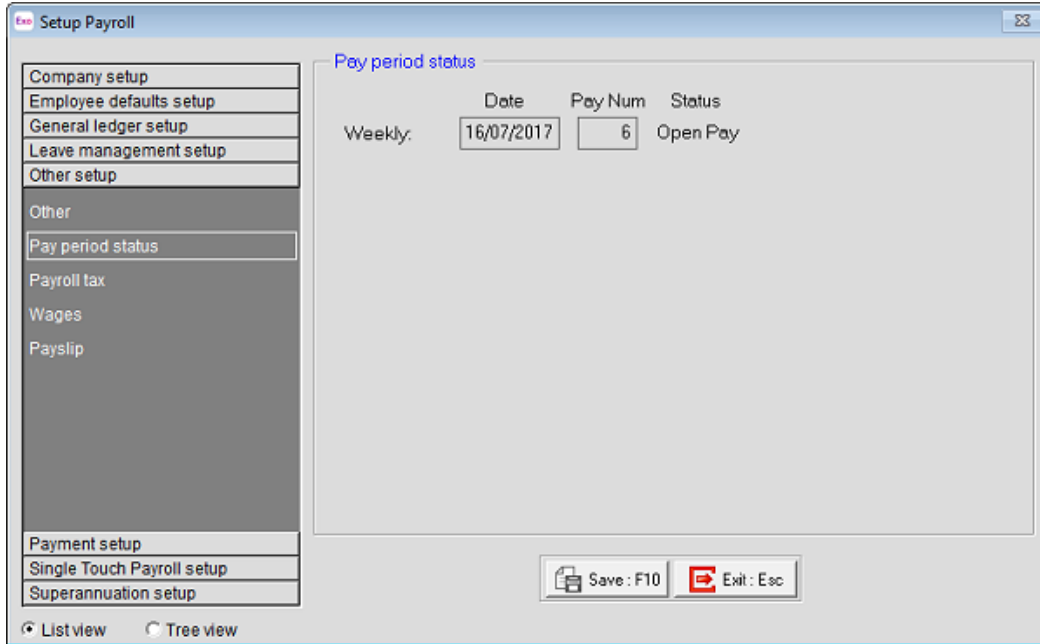 Exo Setup Payroll
Company setup
Employee defaults setup
General ledger setup
Leave management setup
Other setup
Other
Pay period status
Payroll tax
Wages
Payslip
Payment setup
Single Touch Payroll setup
Superannuation setup
List view Tree view
Pay period status
Date Pay Num Status
Weekly: 16/07/2017 6 Open Pay
Save : F10 Exit : Esc